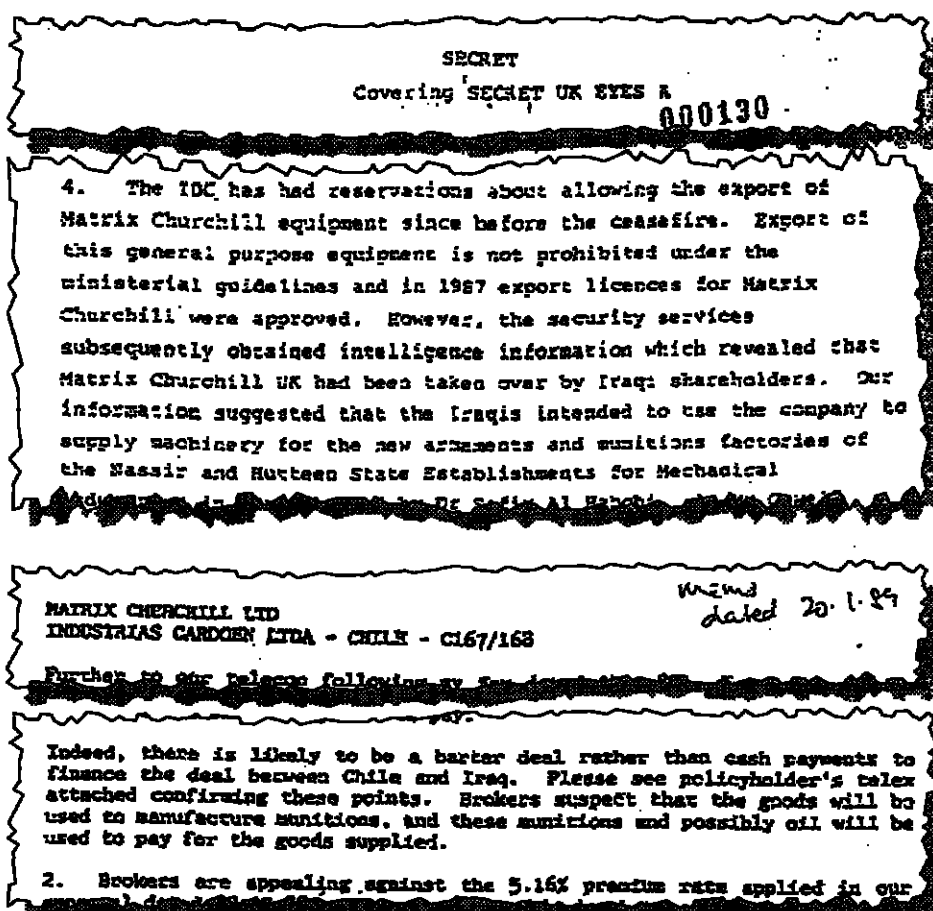 SECRET
Covering SECRET UK EYES A
000130
4. The IDC has had reservations about allowing the export of
Matrix Churchill equipment since before the ceasefire. Export of
this general purpose equipment is not prohibited under the
ministerial guidelines and in 1987 export licences for Matrix
Churchill were approved. However, the security services
subsequently obtained intelligence information which revealed that
Matrix Churchill UK had been taken over by Iraqi shareholders. Our
information suggested that the Iraqis intended to use the company to
supply machinery for the new armaments and munitions factories of
the Nassir and Hutteen State Establishments for Mechanical
in Dr Safin Al Habobi
memo
dated 20.1.89
MATRIX CHERCHILL LTD
INDUSTRIAS CARDOEN LTDA - CHILE - C167/168
Further to our telecon following my
Indeed, there is likely to be a barter deal rather than cash payments to
finance the deal between Chile and Iraq. Please see policyholder's telex
attached confirming these points. Brokers suspect that the goods will be
used to manufacture munitions, and these munitions and possibly oil will be
used to pay for the goods supplied.
2. Brokers are appealing against the 5.16% premium rate applied in our